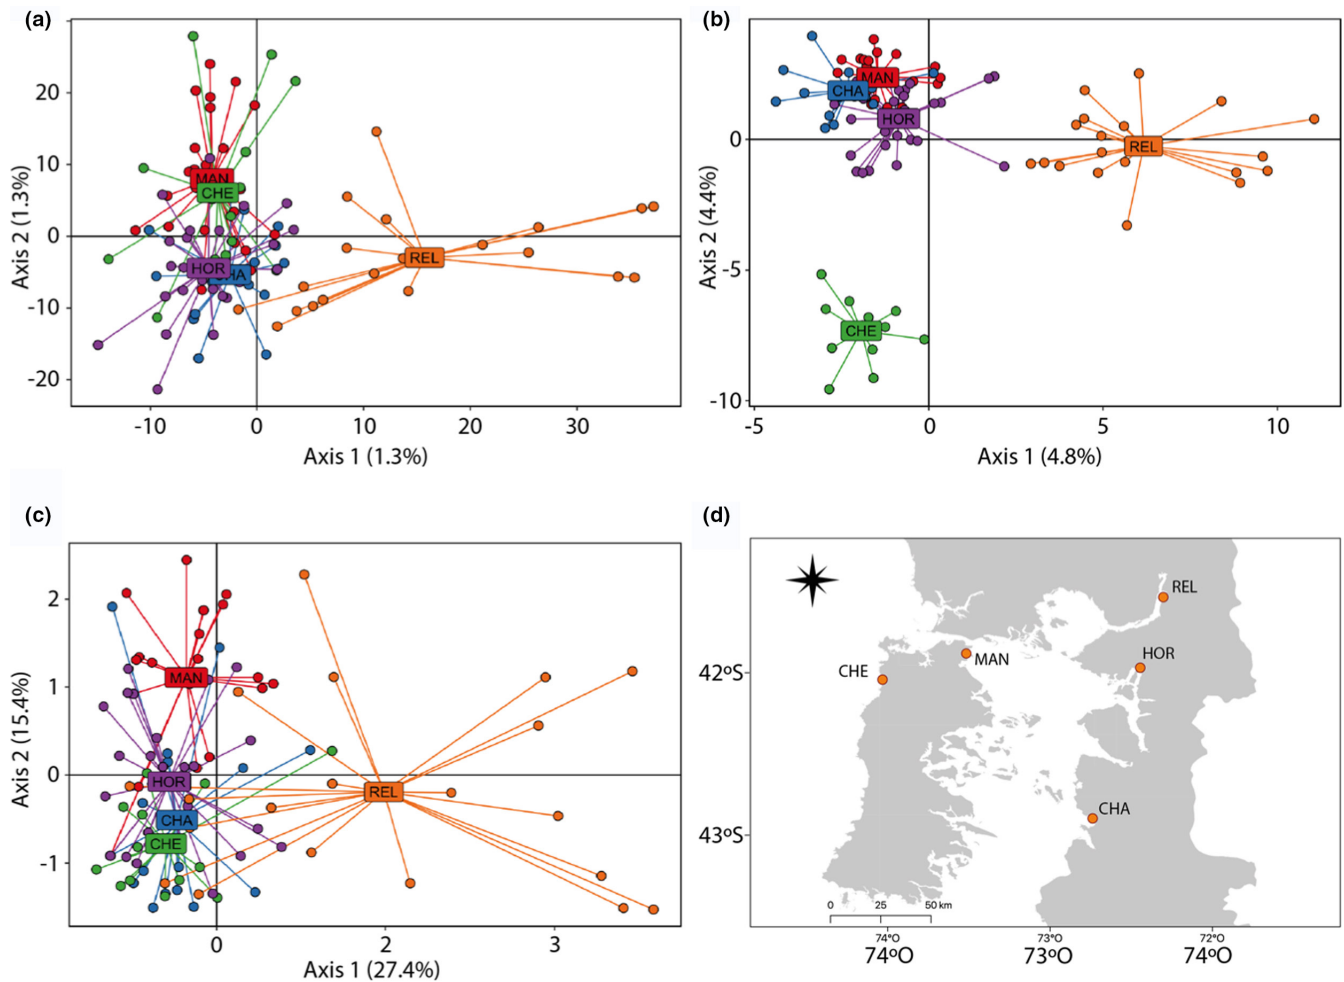 (a)
20
10
0
-10
-20
Axis 2 (1.3%)
MAN
CHE
HOR
HA
REL
-10
0
10
20
30
Axis 1 (1.3%)
(b)
0
-5
-10
Axis 2 (4.4%)
MAN
CHA
HOR
REL
CHE
-5
0
5
10
Axis 1 (4.8%)
(c)
2
1
0
-1
Axis 2 (15.4%)
MAN
HOR
CHA
CHE
REL
0
2
3
Axis 1 (27.4%)
(d)
REL
HOR
MAN
CHE
CHA
42ºS
43ºS
0 25 50 km
74ºO 73ºO 72ºO
74ºO 73ºO 74ºO